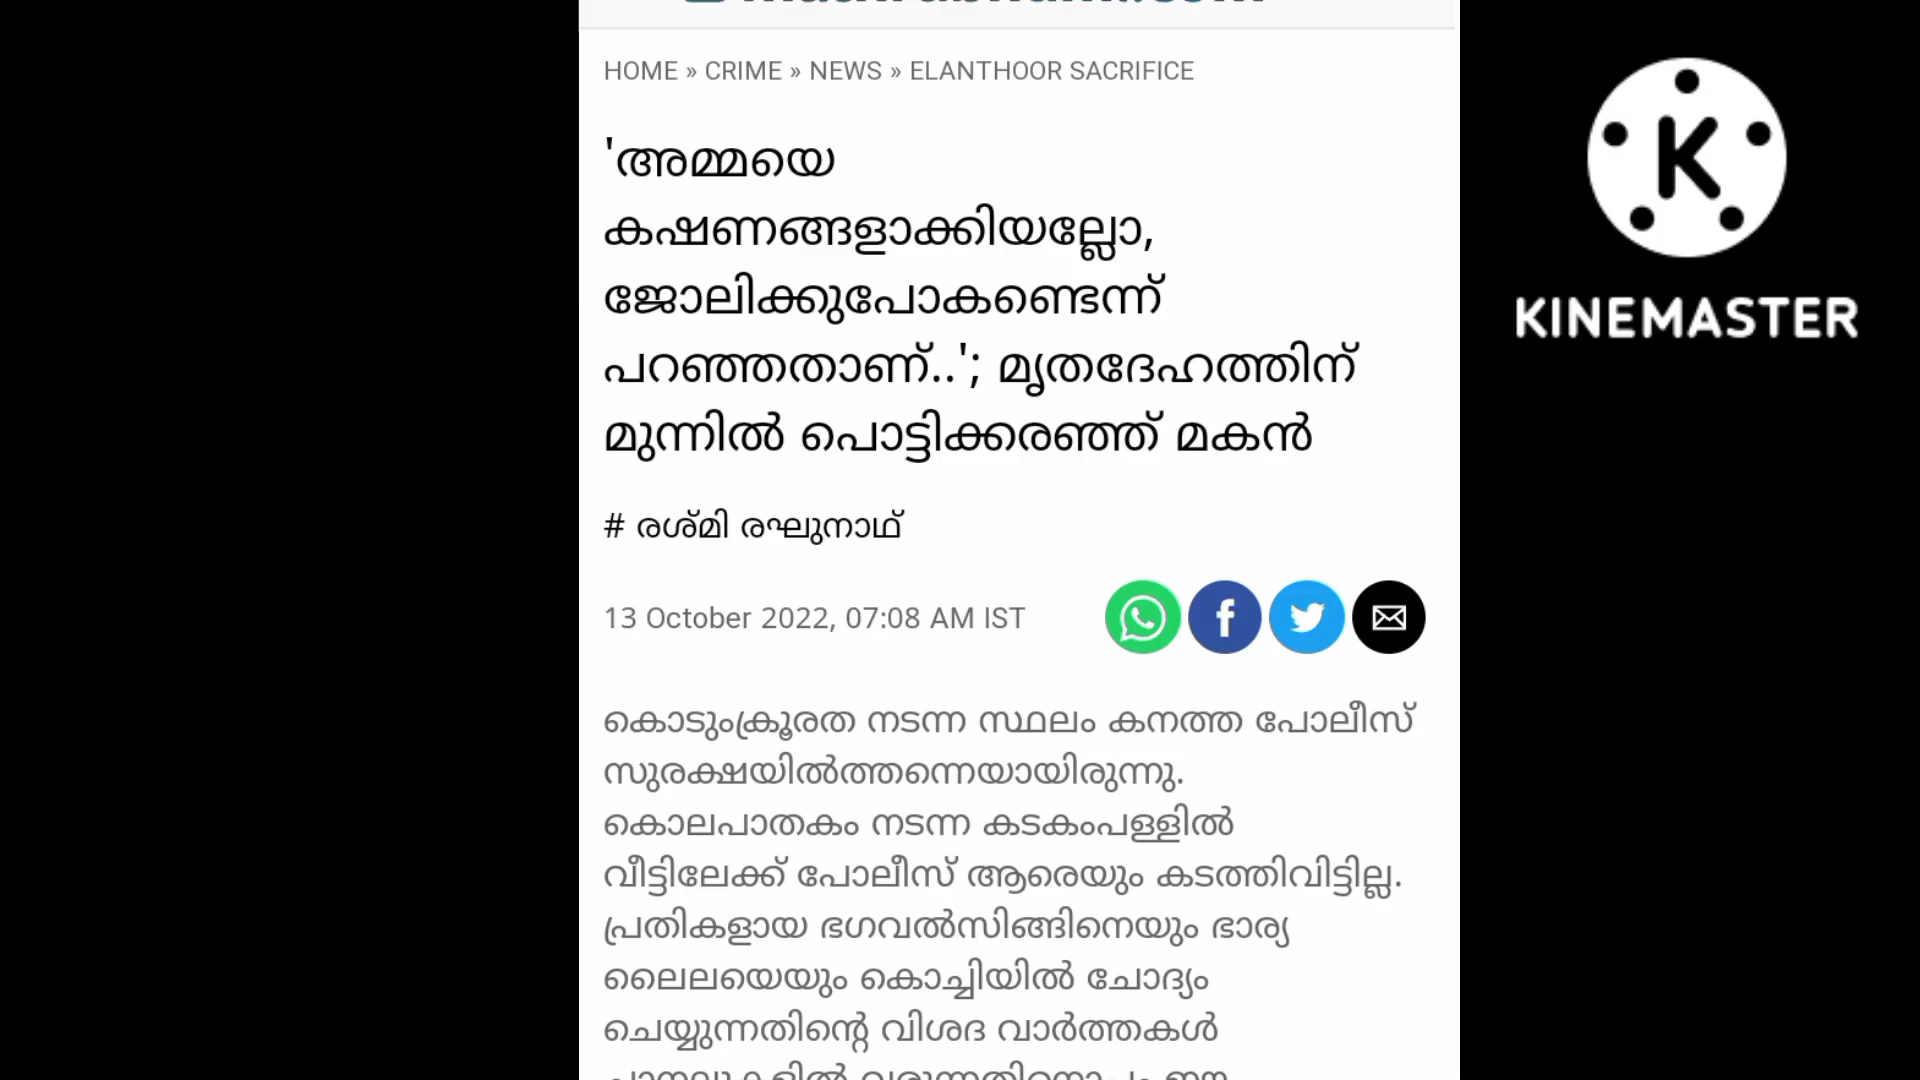 HOME » CRIME » NEWS » ELANTHOOR SACRIFICE
'അമ്മയെ
കഷണങ്ങളാക്കിയല്ലോ,
ജോലിക്കുപോകണ്ടെന്ന്
പറഞ്ഞതാണ്..'; മൃതദേഹത്തിന്
മുന്നിൽ പൊട്ടിക്കരഞ്ഞ് മകൻ
# രശ്മി രഘുനാഥ്
13 October 2022, 07:08 AM IST
കൊടുംക്രൂരത നടന്ന സ്ഥലം കനത്ത പോലീസ്
സുരക്ഷയിൽത്തന്നെയായിരുന്നു.
കൊലപാതകം നടന്ന കടകംപള്ളിൽ
വീട്ടിലേക്ക് പോലീസ് ആരെയും കടത്തിവിട്ടില്ല.
പ്രതികളായ ഭഗവൽസിങ്ങിനെയും ഭാര്യ
ലൈലയെയും കൊച്ചിയിൽ ചോദ്യം
ചെയ്യുന്നതിന്റെ വിശദ വാർത്തകൾ
K
KINEMASTER